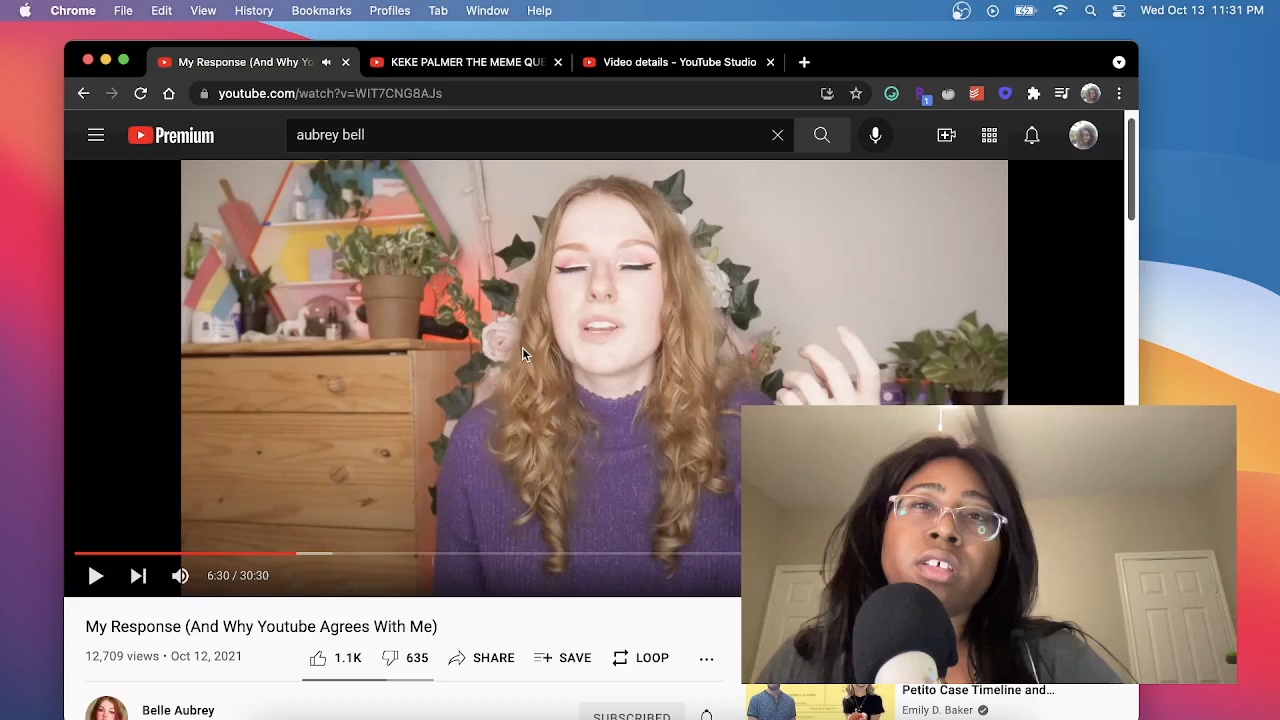 Chrome File Edit View History Bookmarks Profiles Tab Window Help Wed Oct 13 11:31 PM
My Response (And Why Yo KEKE PALMER THE MEME QUE Video details - YouTube Studio
youtube.com/watch?v=WIT7CNG8AJs 1
Premium aubrey bell
6:30 / 30:30
My Response (And Why Youtube Agrees With Me)
12,709 views • Oct 12, 2021 1.1K 635 SHARE SAVE LOOP
Petito Case Timeline and...
Belle Aubrey SUBSCRIBED Emily D. Baker